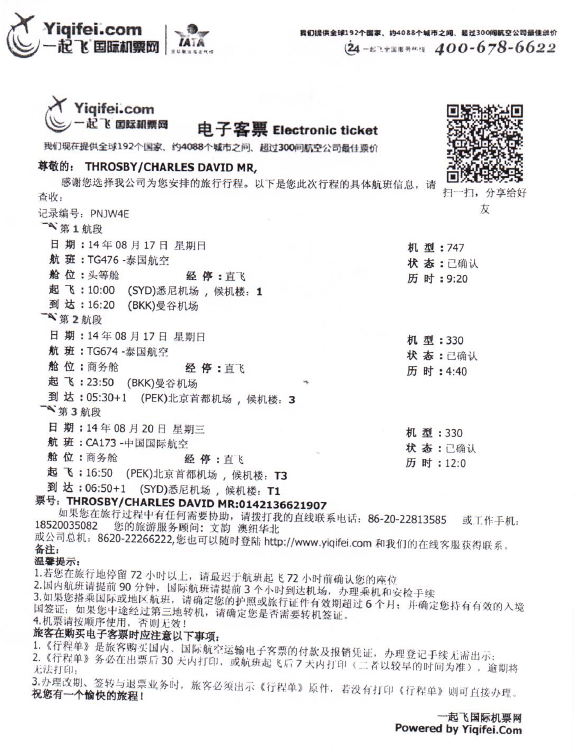 Yiqifei.com
一起飞国际机票网
IATA
我们提供全球192个国家、约4088个城市之间、超过300间航空公司最佳票价
24 一起飞全国服务热线 400-678-6622
Yiqifei.com
一起飞 国际机票网
电子客票 Electronic ticket
我们现在提供全球192个国家、约4088个城市之间、超过300间航空公司最佳票价
尊敬的: THROSBY/CHARLES DAVID MR,
感谢您选择我公司为您安排的旅行行程。以下是您此次行程的具体航班信息,请
查收:
扫一扫,分享给好
友
记录编号: PNJW4E
第 1 航段
日 期:14 年 08 月 17 日 星期日 机 型:747
航 班:TG476 -泰国航空 状 态:已确认
舱 位:头等舱 经 停:直飞 历 时:9:20
起 飞:10:00 (SYD)悉尼机场 , 候机楼: 1
到 达:16:20 (BKK)曼谷机场
第 2 航段
日 期:14 年 08 月 17 日 星期日 机 型:330
航 班:TG674 -泰国航空 状 态:已确认
舱 位:商务舱 经 停:直飞 历 时:4:40
起 飞:23:50 (BKK)曼谷机场
到 达:05:30+1 (PEK)北京首都机场 , 候机楼: 3
第 3 航段
日 期:14 年 08 月 20 日 星期三 机 型:330
航 班:CA173 -中国国际航空 状 态:已确认
舱 位:商务舱 经 停:直飞 历 时:12:0
起 飞:16:50 (PEK)北京首都机场 , 候机楼: T3
到 达:06:50+1 (SYD)悉尼机场 , 候机楼: T1
票号: THROSBY/CHARLES DAVID MR:0142136621907
如果您在旅行过程中有任何需要协助,请拨打我的直线联系电话:86-20-22813585 或工作手机:
18520035082 您的旅游服务顾问: 文韵 澳纽华北
或公司总机: 8620-22266222,您也可以随时登陆 http://www.yiqifei.com 和我们的在线客服获得联系。
备注:
温馨提示:
1.若您在旅行地停留 72 小时以上,请最迟于航班起飞 72 小时前确认您的座位
2.国内航班请提前 90 分钟,国际航班请提前 3 个小时到达机场,办理乘机和安检手续
3.如果您搭乘国际或地区航班,请确定您的护照或旅行证件有效期超过 6 个月;并确定您持有有效的入境
国签证;如果您中途经过第三地转机,请确定您是否需要转机签证。
4.机票请按顺序使用,否则无效!
旅客在购买电子客票时应注意以下事项:
1.《行程单》是旅客购买国内、国际航空运输电子客票的付款及报销凭证,办理登记手续无需出示;
2.《行程单》务必在出票后 30 天内打印,或航班起飞后 7 天内打印(二者以较早的时间为准),逾期将
无法打印;
3.办理改期、签转与退票业务时,旅客必须出示《行程单》原件,若没有打印《行程单》则可直接办理。
祝您有一个愉快的旅程!
一起飞国际机票网
Powered by Yiqifei.Com